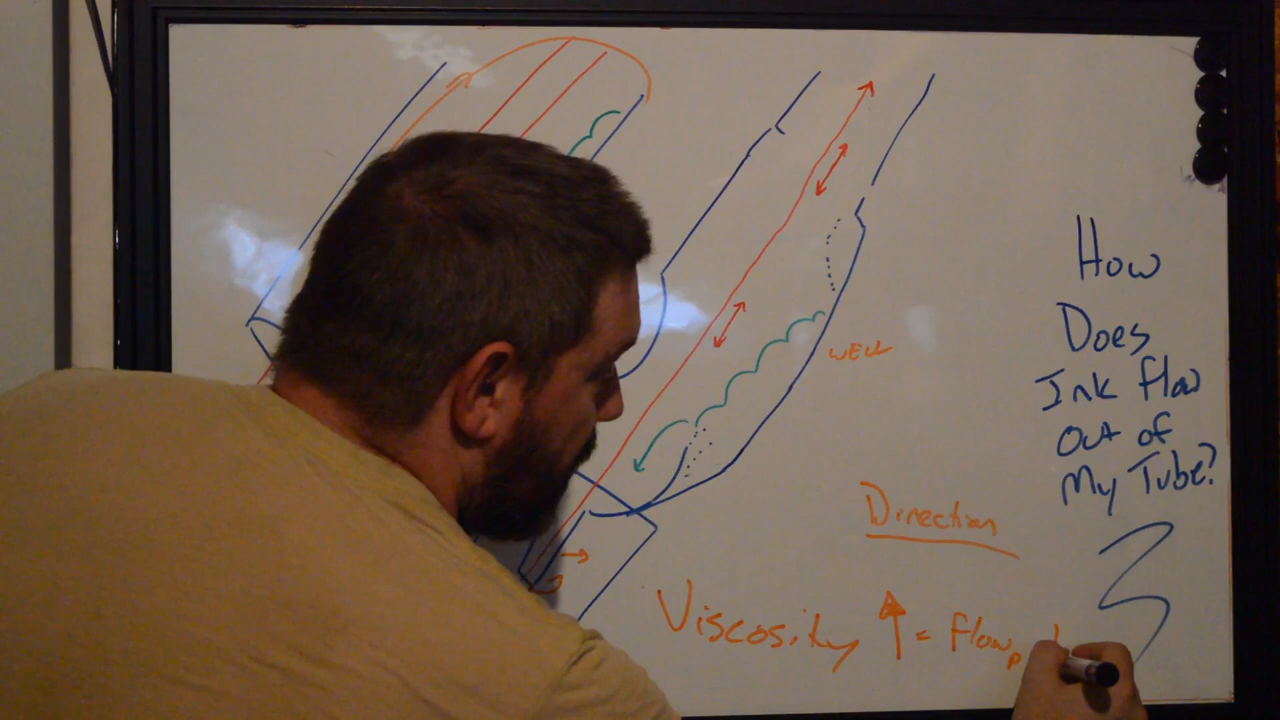 How
Does
Ink flow
Out of
My Tube?
WELL
Direction
Viscosity ↑ = flow